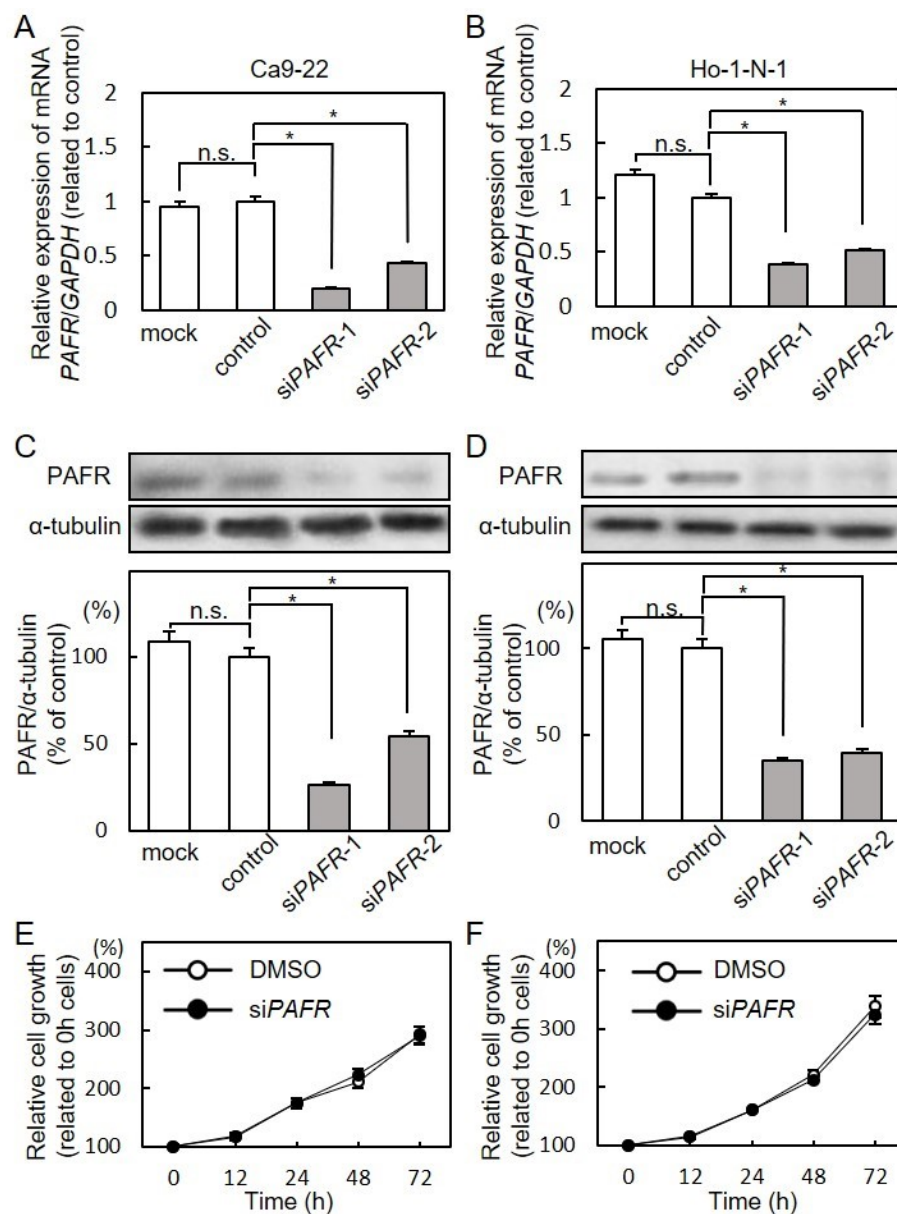 A
Ca9-22
Relative expression of mRNA
PAFR/GAPDH (related to control)
2
1.5
1
0.5
0
n.s.
*
*
mock
control
siPAFR-1
siPAFR-2
B
Ho-1-N-1
Relative expression of mRNA
PAFR/GAPDH (related to control)
2
1.5
1
0.5
0
n.s.
*
*
mock
control
siPAFR-1
siPAFR-2
C
PAFR
α-tubulin
(%)
PAFR/α-tubulin
(% of control)
100
50
0
n.s.
*
*
mock
control
siPAFR-1
siPAFR-2
D
PAFR
α-tubulin
(%)
PAFR/α-tubulin
(% of control)
100
50
0
n.s.
*
*
mock
control
siPAFR-1
siPAFR-2
E
(%)
Relative cell growth
(related to 0h cells)
400
300
200
100
DMSO
siPAFR
0 12 24 48 72
Time (h)
F
(%)
Relative cell growth
(related to 0h cells)
400
300
200
100
DMSO
siPAFR
0 12 24 48 72
Time (h)